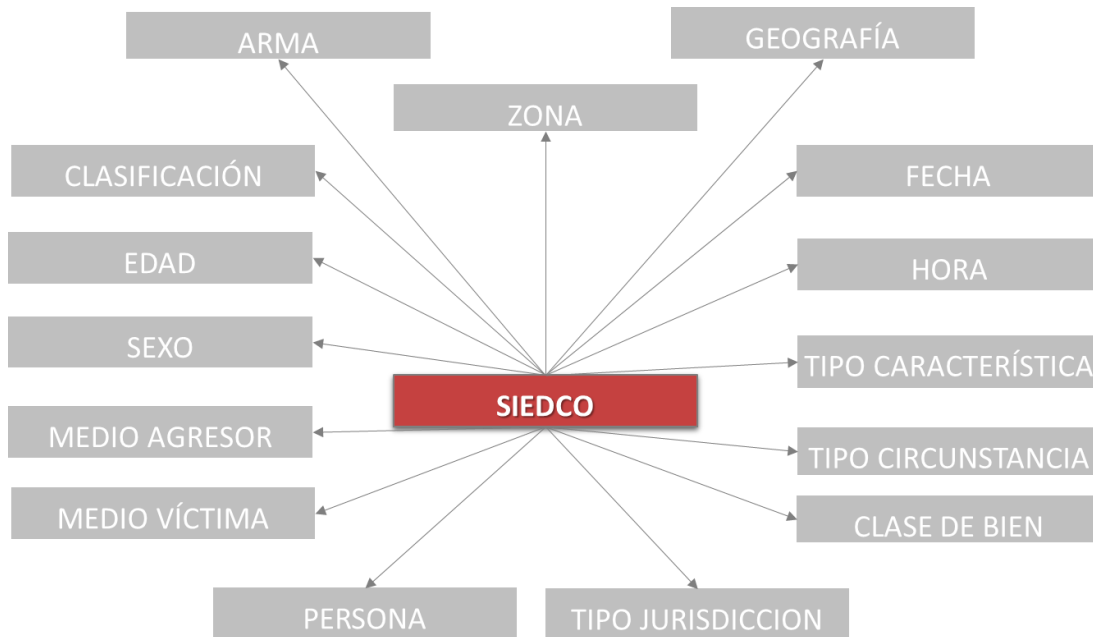 ARMA
GEOGRAFÍA
ZONA
CLASIFICACIÓN
FECHA
EDAD
HORA
SEXO
TIPO CARACTERÍSTICA
SIEDCO
MEDIO AGRESOR
TIPO CIRCUNSTANCIA
MEDIO VÍCTIMA
CLASE DE BIEN
PERSONA
TIPO JURISDICCION